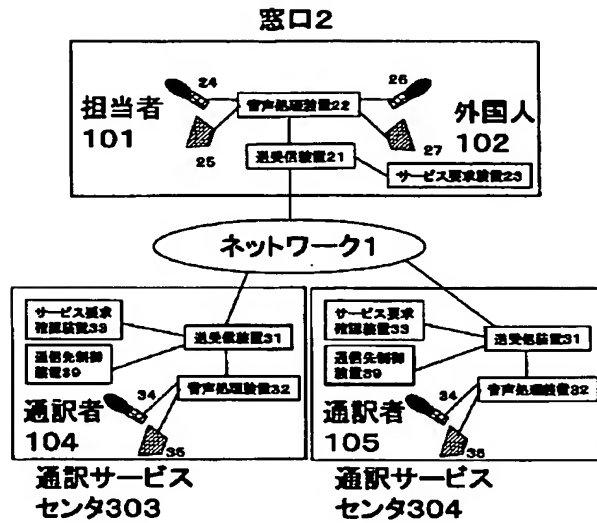 窓口2
24
26
担当者
101
音声処理装置22
外国人
102
25
27
送受信装置21
サービス要求装置23
ネットワーク1
サービス要求
確認装置33
送受信装置31
通信先制御
装置39
音声処理装置32
34
通訳者
104
35
通訳サービス
センタ303
サービス要求
確認装置33
送受信装置31
通信先制御
装置39
音声処理装置32
34
通訳者
105
35
通訳サービス
センタ304